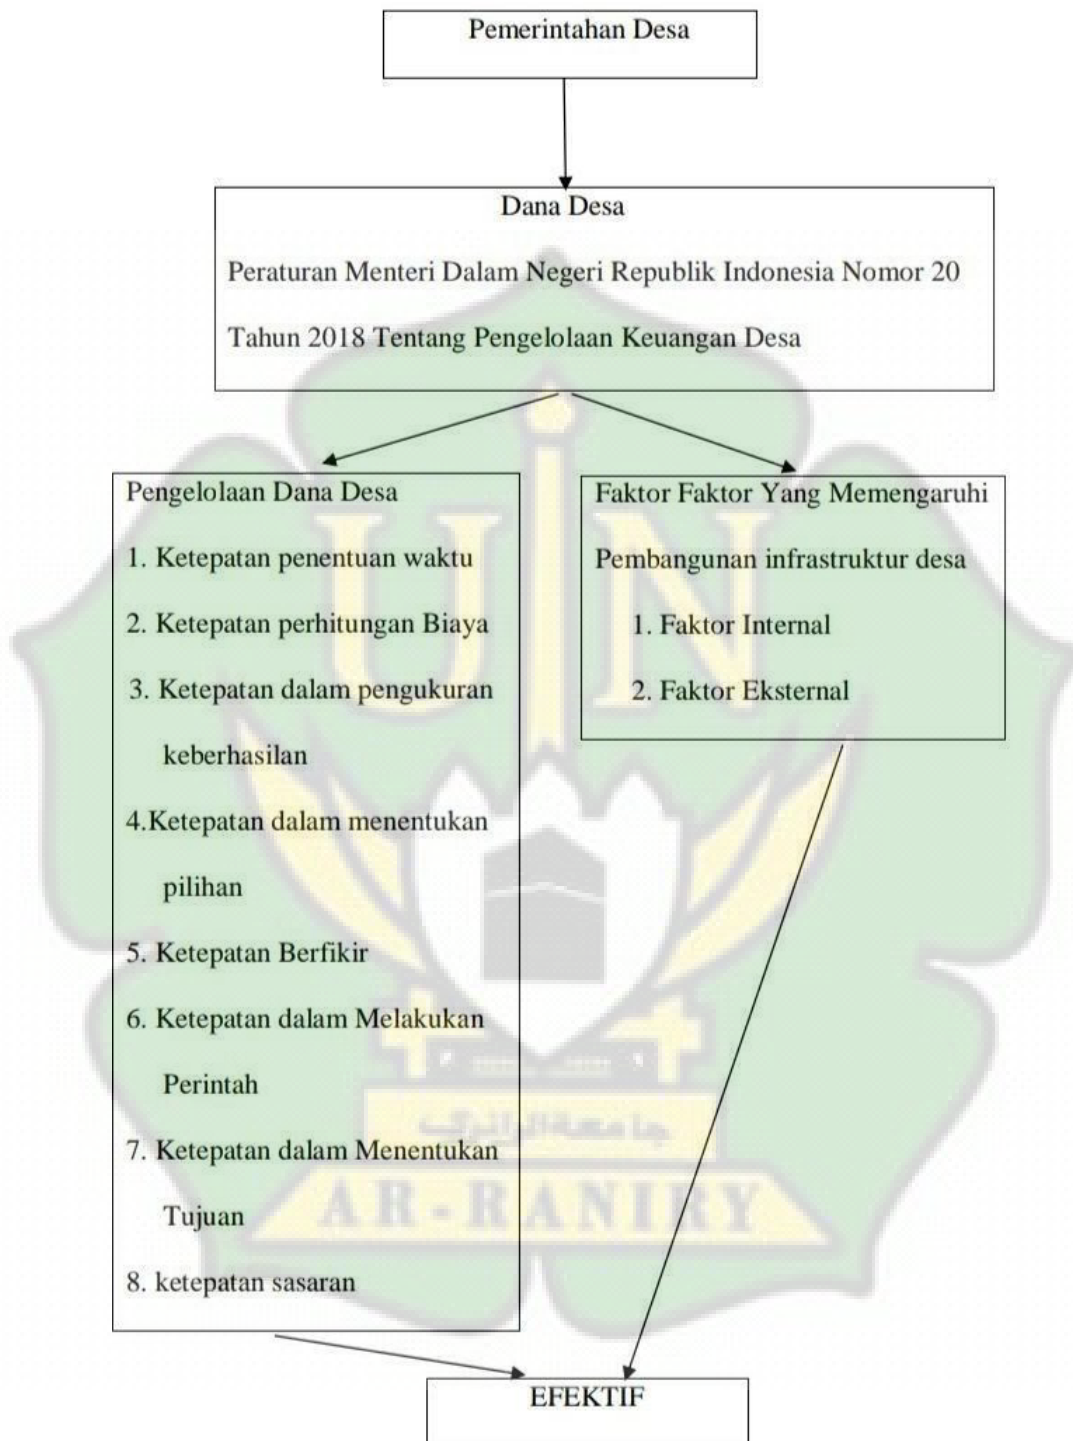 Pemerintahan Desa
Dana Desa
Peraturan Menteri Dalam Negeri Republik Indonesia Nomor 20
Tahun 2018 Tentang Pengelolaan Keuangan Desa
Pengelolaan Dana Desa
1. Ketepatan penentuan waktu
2. Ketepatan perhitungan Biaya
3. Ketepatan dalam pengukuran
keberhasilan
4.Ketepatan dalam menentukan
pilihan
5. Ketepatan Berfikir
6. Ketepatan dalam Melakukan
Perintah
7. Ketepatan dalam Menentukan
Tujuan
8. ketepatan sasaran
Faktor Faktor Yang Memengaruhi
Pembangunan infrastruktur desa
1. Faktor Internal
2. Faktor Eksternal
EFEKTIF
UIN
جامعة الرانري
AR-RANIRY